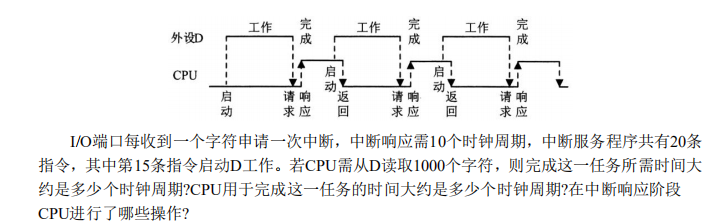 工作 完成 工作 完成 工作 完成
外设D
CPU
启动 启动
启动 请求 响应 返回 请求 响应 返回 请求 响应
I/O端口每收到一个字符申请一次中断，中断响应需10个时钟周期，中断服务程序共有20条
指令，其中第15条指令启动D工作。若CPU需从D读取1000个字符，则完成这一任务所需时间大
约是多少个时钟周期?CPU用于完成这一任务的时间大约是多少个时钟周期?在中断响应阶段
CPU进行了哪些操作?